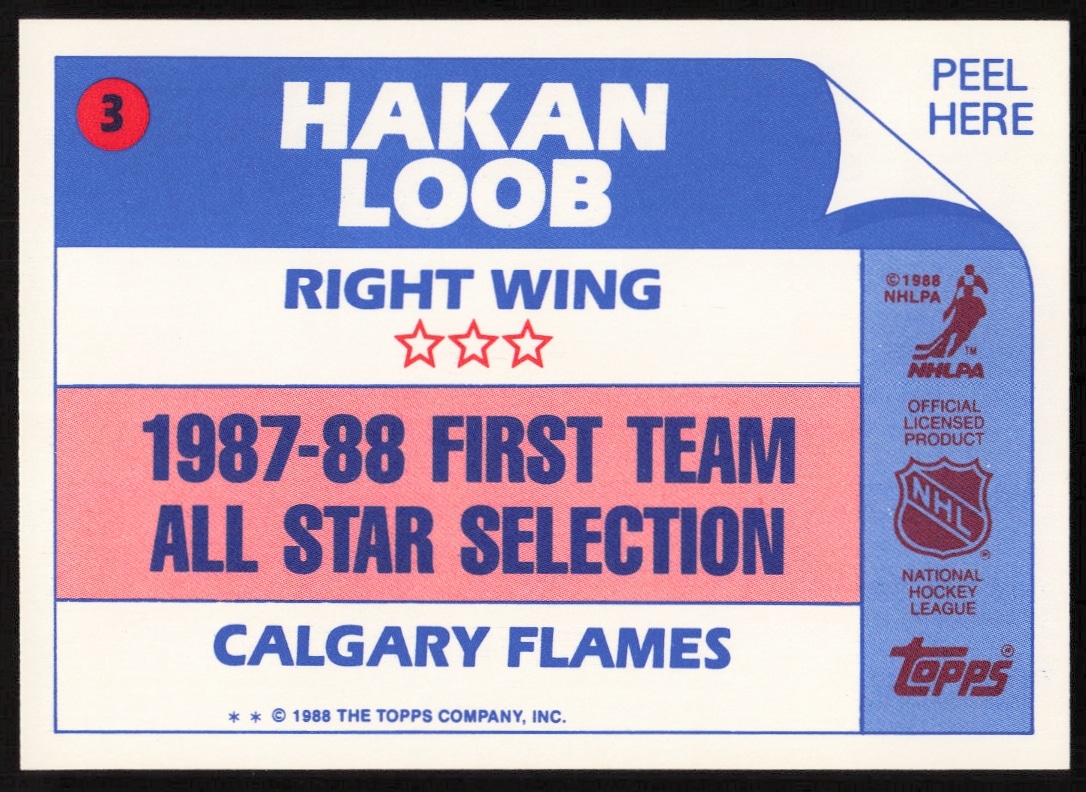 3
HAKAN
LOOB
PEEL
HERE
RIGHT WING
1987-88 FIRST TEAM
ALL STAR SELECTION
CALGARY FLAMES
* * © 1988 THE TOPPS COMPANY, INC.
©1988
NHLPA
TM
NHLPA
OFFICIAL
LICENSED
PRODUCT
NHL
®
NATIONAL
HOCKEY
LEAGUE
topps®